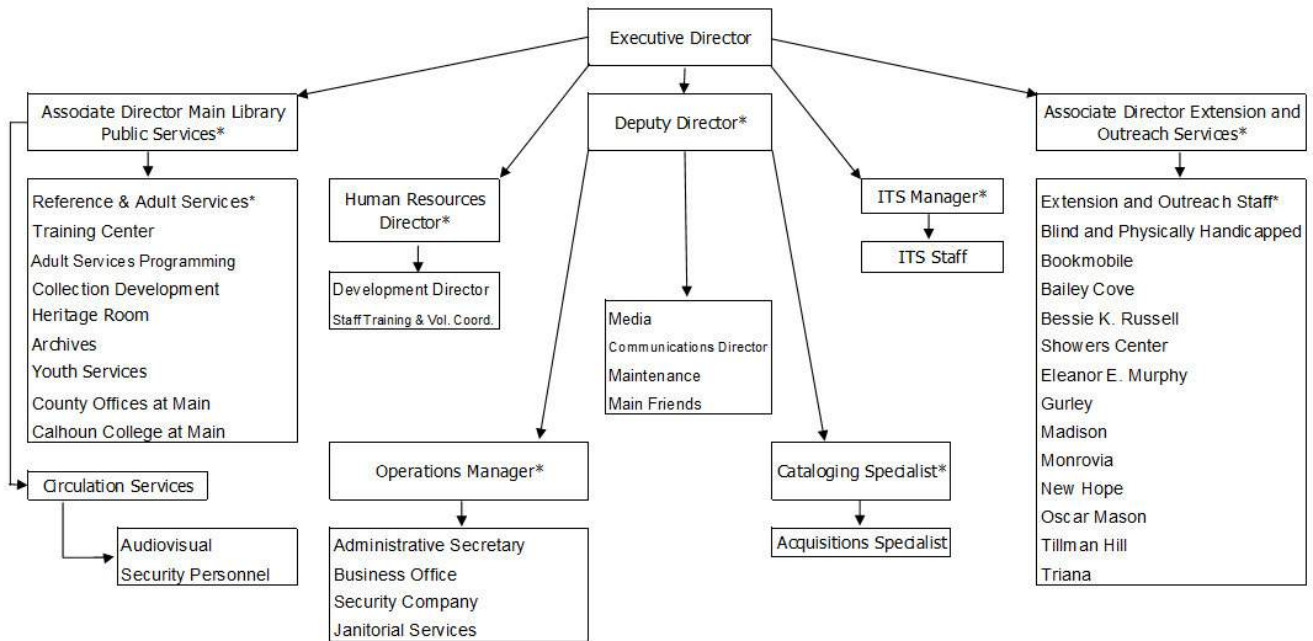 Executive Director
Associate Director Main Library
Public Services*
Deputy Director*
Associate Director Extension and
Outreach Services*
Reference & Adult Services*
Training Center
Adult Services Programming
Collection Development
Heritage Room
Archives
Youth Services
County Offices at Main
Calhoun College at Main
Human Resources
Director*
Development Director
Staff Training & Vol. Coord.
Media
Communications Director
Maintenance
Main Friends
ITS Manager*
ITS Staff
Extension and Outreach Staff*
Blind and Physically Handicapped
Bookmobile
Bailey Cove
Bessie K. Russell
Showers Center
Eleanor E. Murphy
Gurley
Madison
Monrovia
New Hope
Oscar Mason
Tillman Hill
Triana
Circulation Services
Audiovisual
Security Personnel
Operations Manager*
Administrative Secretary
Business Office
Security Company
Janitorial Services
Cataloging Specialist*
Acquisitions Specialist